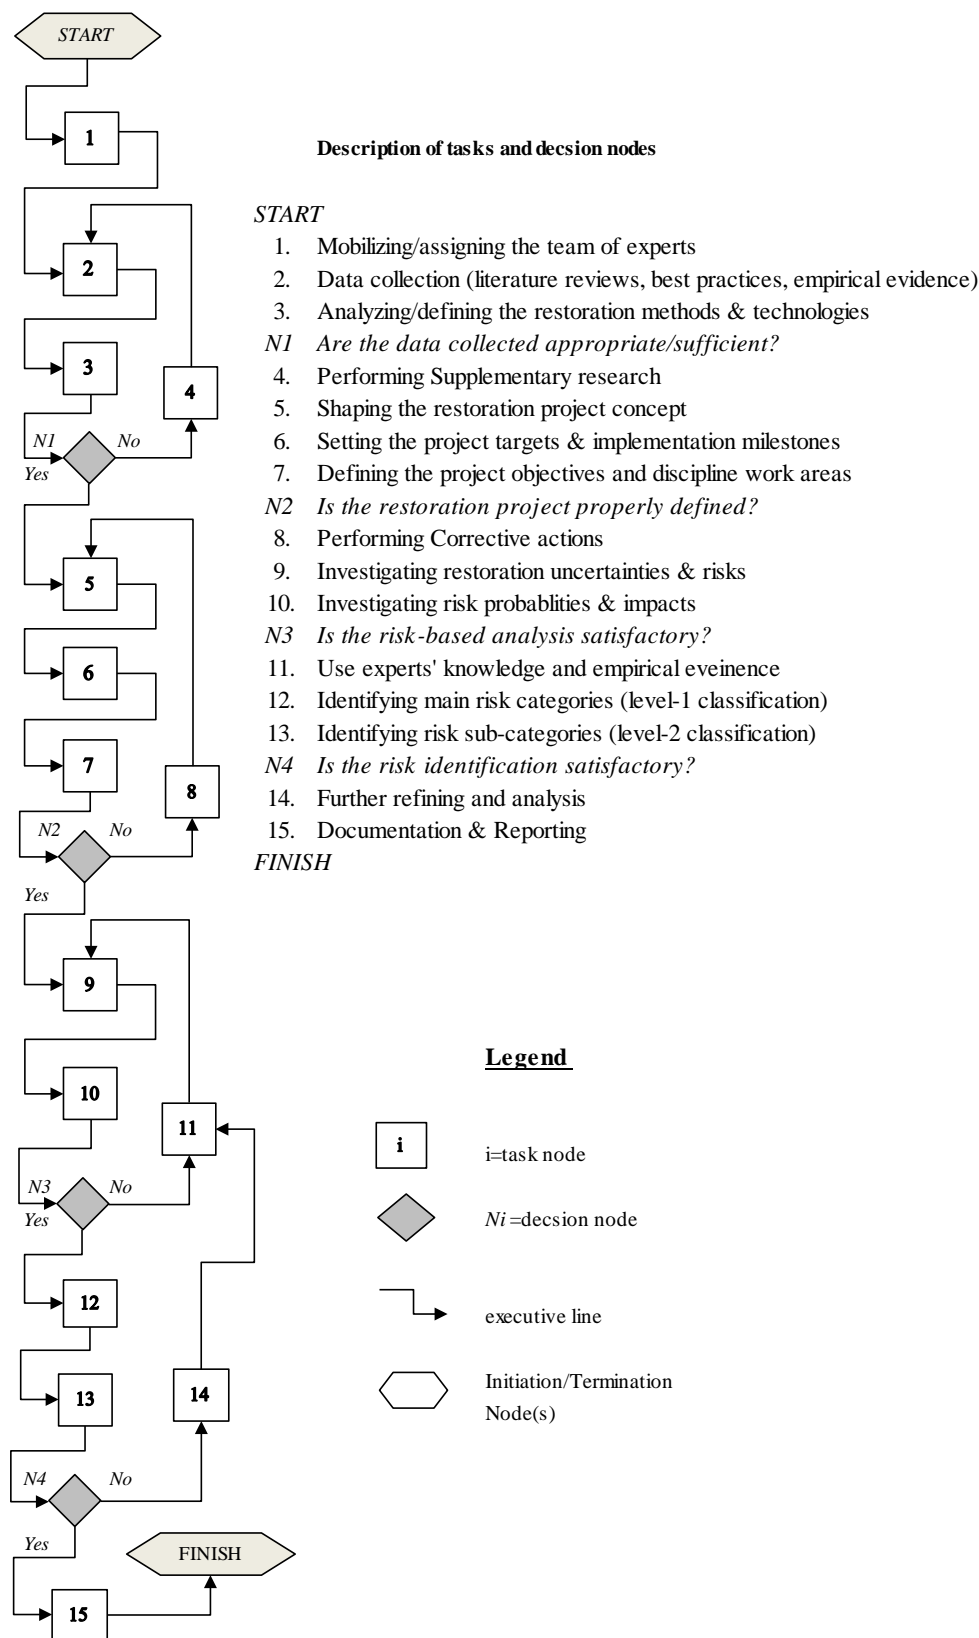 START
1
2
3
4
N1
No
Yes
5
6
7
8
N2
No
Yes
9
10
11
N3
No
Yes
12
13
14
N4
No
Yes
FINISH
15
Description of tasks and decsion nodes
START
1. Mobilizing/assigning the team of experts
2. Data collection (literature reviews, best practices, empirical evidence)
3. Analyzing/defining the restoration methods & technologies
N1 Are the data collected appropriate/sufficient?
4. Performing Supplementary research
5. Shaping the restoration project concept
6. Setting the project targets & implementation milestones
7. Defining the project objectives and discipline work areas
N2 Is the restoration project properly defined?
8. Performing Corrective actions
9. Investigating restoration uncertainties & risks
10. Investigating risk probablities & impacts
N3 Is the risk-based analysis satisfactory?
11. Use experts' knowledge and empirical eveinence
12. Identifying main risk categories (level-1 classification)
13. Identifying risk sub-categories (level-2 classification)
N4 Is the risk identification satisfactory?
14. Further refining and analysis
15. Documentation & Reporting
FINISH
Legend
i
i=task node
Ni=decsion node
executive line
Initiation/Termination
Node(s)